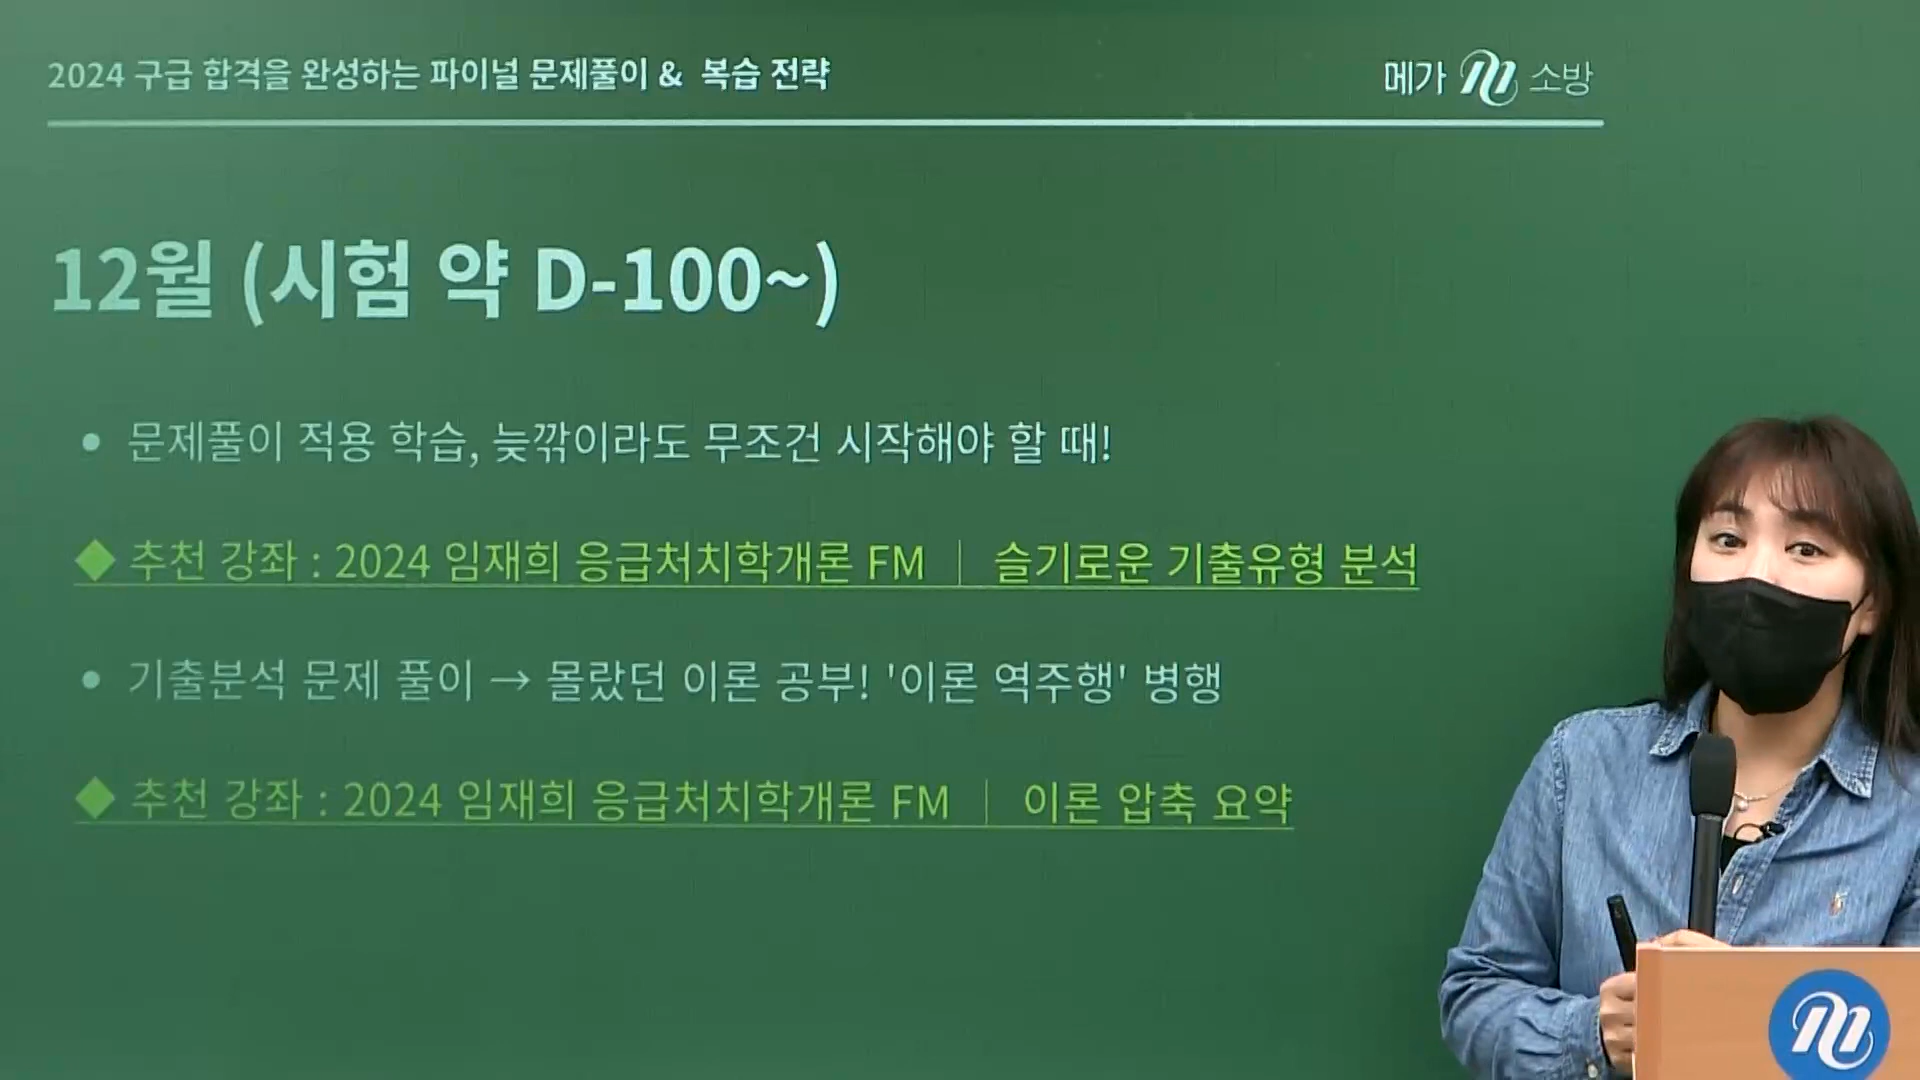 2024 구급 합격을 완성하는 파이널 문제풀이 & 복습 전략
메가 소방
12월 (시험 약 D-100~)
• 문제풀이 적용 학습, 늦깎이라도 무조건 시작해야 할 때!
◆ 추천 강좌 : 2024 임재희 응급처치학개론 FM | 슬기로운 기출유형 분석
• 기출분석 문제 풀이 → 몰랐던 이론 공부! '이론 역주행' 병행
◆ 추천 강좌 : 2024 임재희 응급처치학개론 FM | 이론 압축 요약